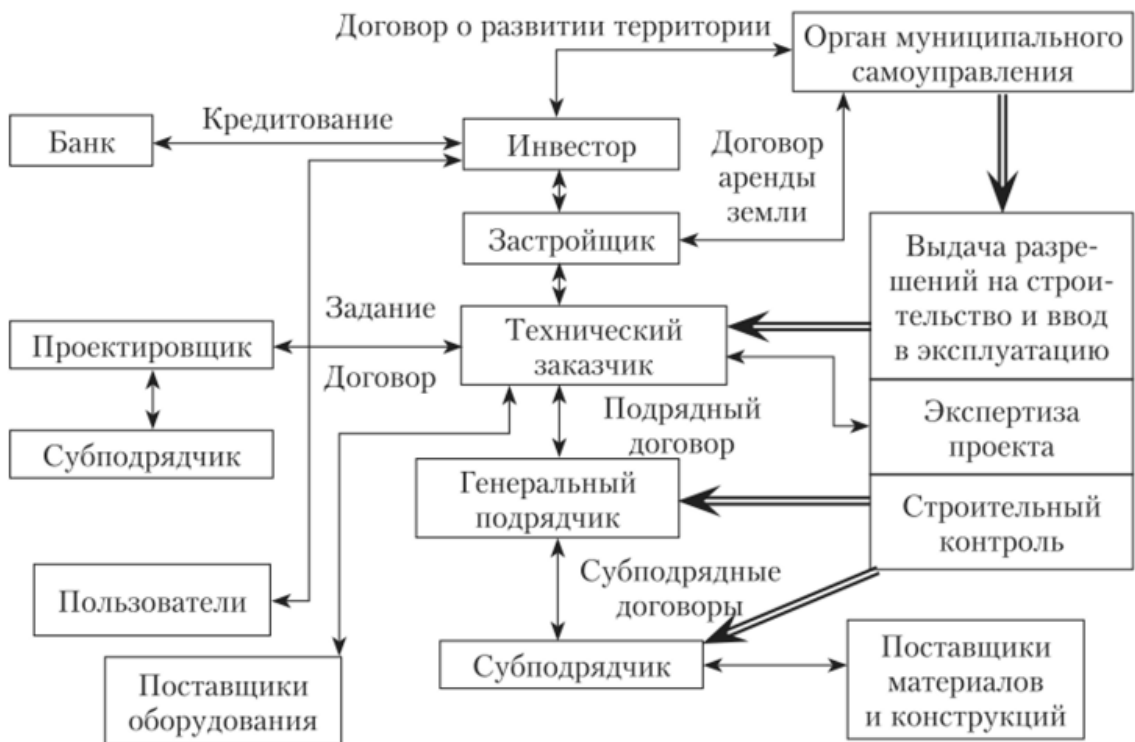 Договор о развитии территории
Орган муниципального
самоуправления
Банк
Кредитование
Инвестор
Договор
аренды
земли
Застройщик
Выдача разре-
шений на строи-
тельство и ввод
в эксплуатацию
Задание
Проектировщик
Технический
заказчик
Договор
Подрядный
договор
Экспертиза
проекта
Субподрядчик
Генеральный
подрядчик
Строительный
контроль
Пользователи
Субподрядные
договоры
Субподрядчик
Поставщики
материалов
и конструкций
Поставщики
оборудования